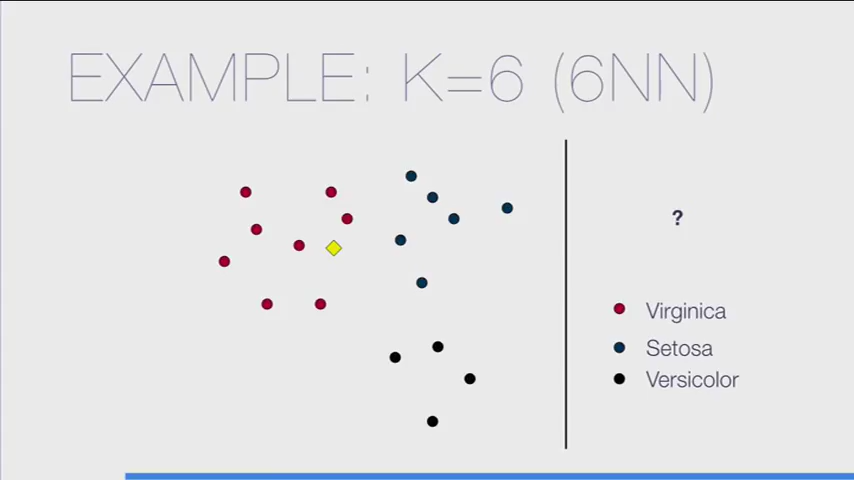 EXAMPLE: K=6 (6NN)
?
Virginica
Setosa
Versicolor